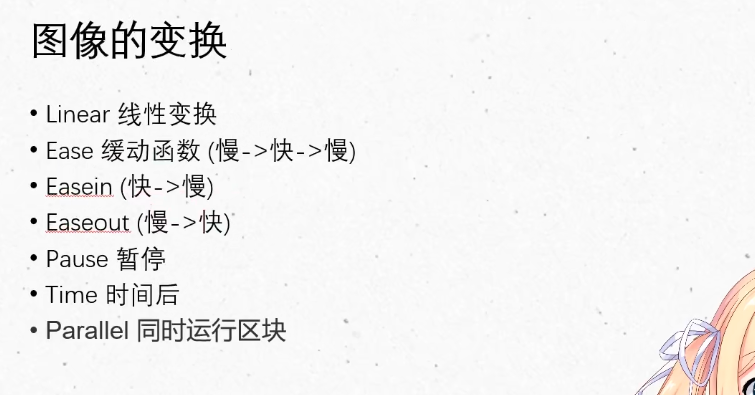 图像的变换
• Linear 线性变换
• Ease 缓动函数 (慢->快->慢)
• Easein (快->慢)
• Easeout (慢->快)
• Pause 暂停
• Time 时间后
• Parallel 同时运行区块